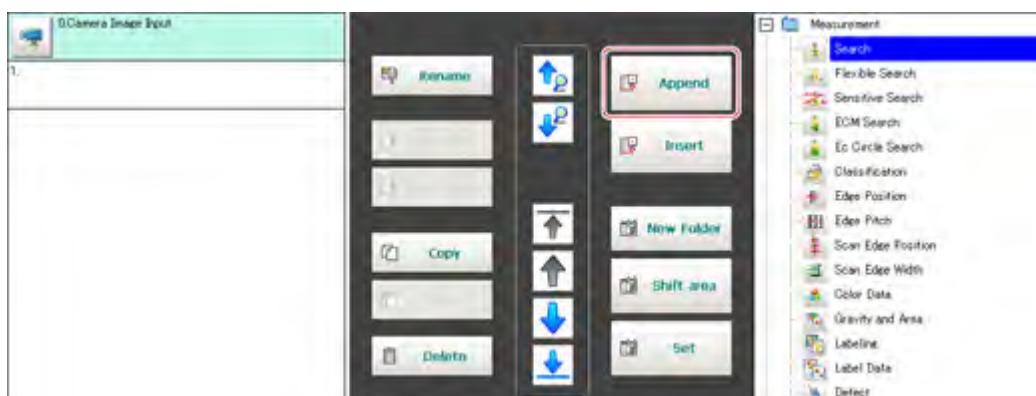 0.Camera Image Input
1.
Rename
Copy
Delete
Append
Insert
New Folder
Shift area
Set
Measurement
Search
Flexible Search
Sensitive Search
ECM Search
Ec Circle Search
Classification
Edge Position
Edge Pitch
Scan Edge Position
Scan Edge Width
Color Data
Gravity and Area
Labeling
Label Data
Defect